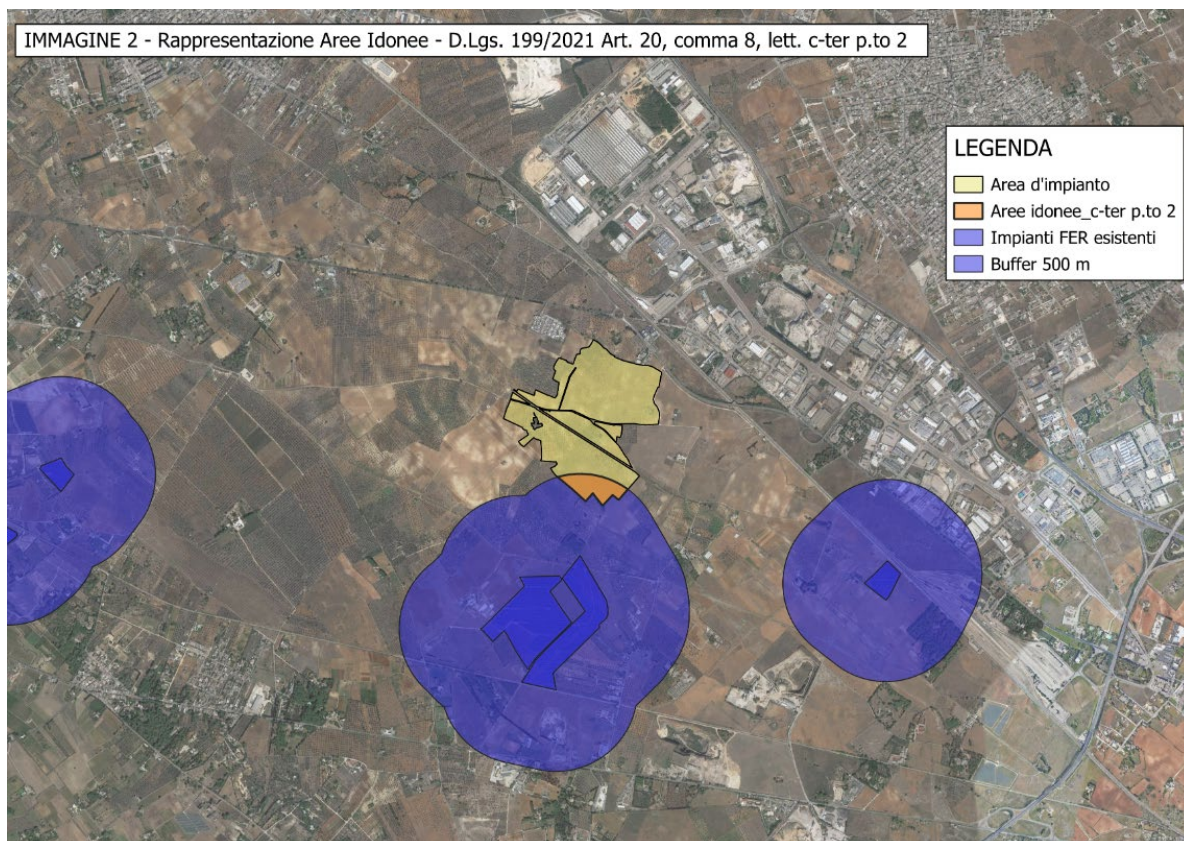 IMMAGINE 2 - Rappresentazione Aree Idonee - D.Lgs. 199/2021 Art. 20, comma 8, lett. c-ter p.to 2
LEGENDA
Area d'impianto
Aree idonee_c-ter p.to 2
Impianti FER esistenti
Buffer 500 m